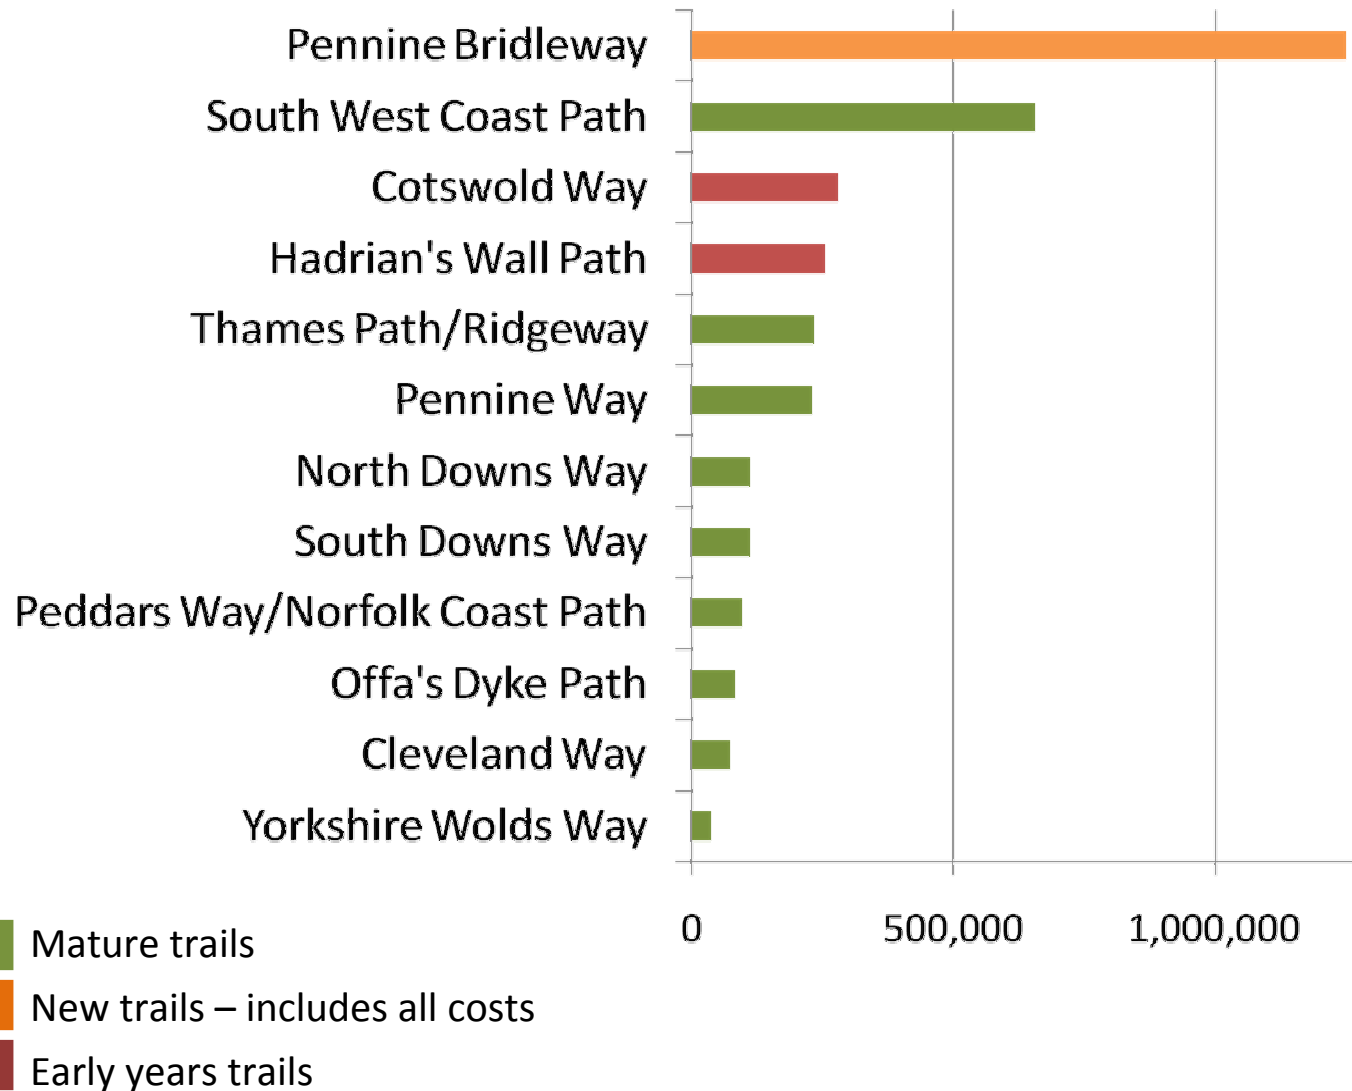 Pennine Bridleway
South West Coast Path
Cotswold Way
Hadrian's Wall Path
Thames Path/Ridgeway
Pennine Way
North Downs Way
South Downs Way
Peddars Way/Norfolk Coast Path
Offa's Dyke Path
Cleveland Way
Yorkshire Wolds Way
0 500,000 1,000,000
Mature trails
New trails – includes all costs
Early years trails